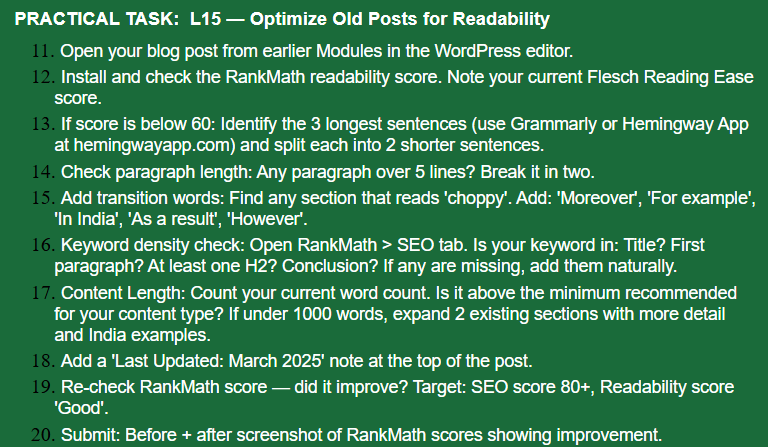 PRACTICAL TASK:  L15 — Optimize Old Posts for Readability
11. Open your blog post from earlier Modules in the WordPress editor.
12. Install and check the RankMath readability score. Note your current Flesch Reading Ease
score.
13. If score is below 60: Identify the 3 longest sentences (use Grammarly or Hemingway App
at hemingwayapp.com) and split each into 2 shorter sentences.
14. Check paragraph length: Any paragraph over 5 lines? Break it in two.
15. Add transition words: Find any section that reads 'choppy'. Add: 'Moreover', 'For example',
'In India', 'As a result', 'However'.
16. Keyword density check: Open RankMath > SEO tab. Is your keyword in: Title? First
paragraph? At least one H2? Conclusion? If any are missing, add them naturally.
17. Content Length: Count your current word count. Is it above the minimum recommended
for your content type? If under 1000 words, expand 2 existing sections with more detail
and India examples.
18. Add a 'Last Updated: March 2025' note at the top of the post.
19. Re-check RankMath score — did it improve? Target: SEO score 80+, Readability score
'Good'.
20. Submit: Before + after screenshot of RankMath scores showing improvement.